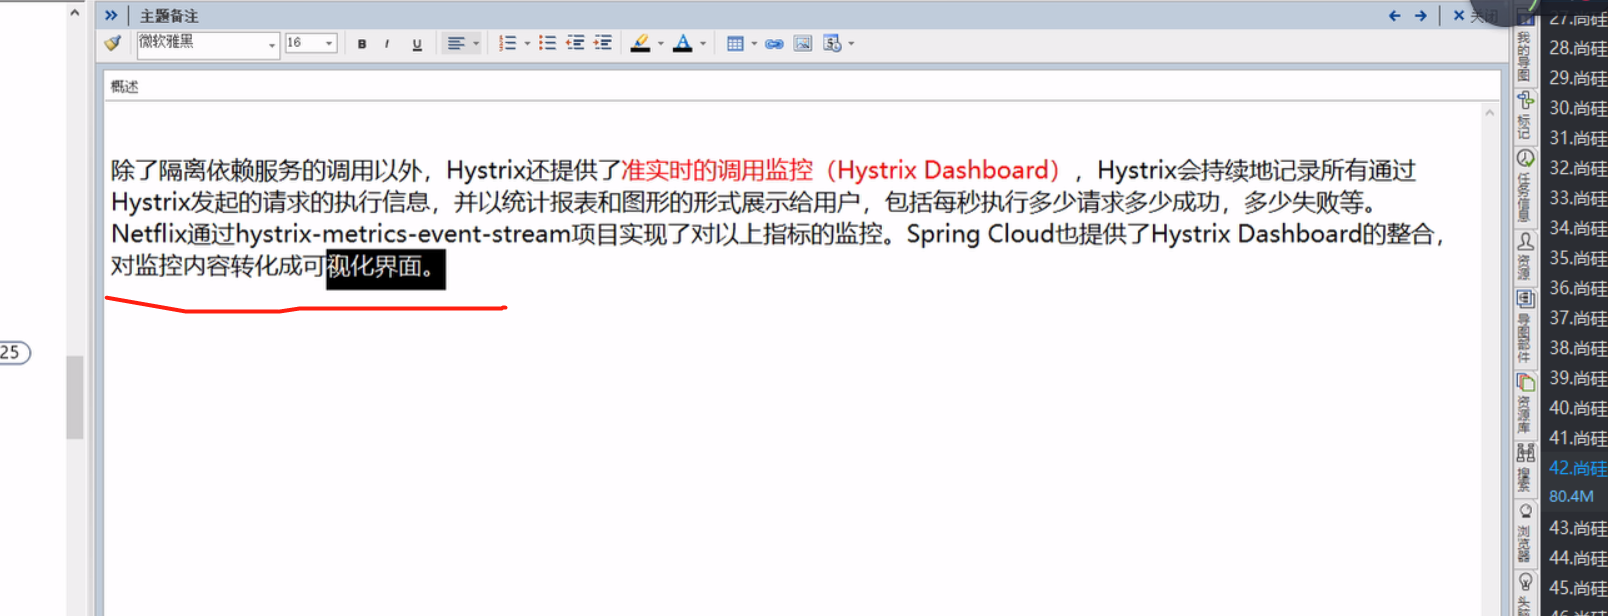 主题备注
关闭
微软雅黑
16
B I U
概述
除了隔离依赖服务的调用以外，Hystrix还提供了准实时的调用监控（Hystrix Dashboard），Hystrix会持续地记录所有通过
Hystrix发起的请求的执行信息，并以统计报表和图形的形式展示给用户，包括每秒执行多少请求多少成功，多少失败等。
Netflix通过hystrix-metrics-event-stream项目实现了对以上指标的监控。Spring Cloud也提供了Hystrix Dashboard的整合，
对监控内容转化成可视化界面。
25
我的导图
标记
任务信息
资源
导图部件
资源库
搜索
浏览器
27.尚硅
28.尚硅
29.尚硅
30.尚硅
31.尚硅
32.尚硅
33.尚硅
34.尚硅
35.尚硅
36.尚硅
37.尚硅
38.尚硅
39.尚硅
40.尚硅
41.尚硅
42.尚硅
80.4M
43.尚硅
44.尚硅
45.尚硅